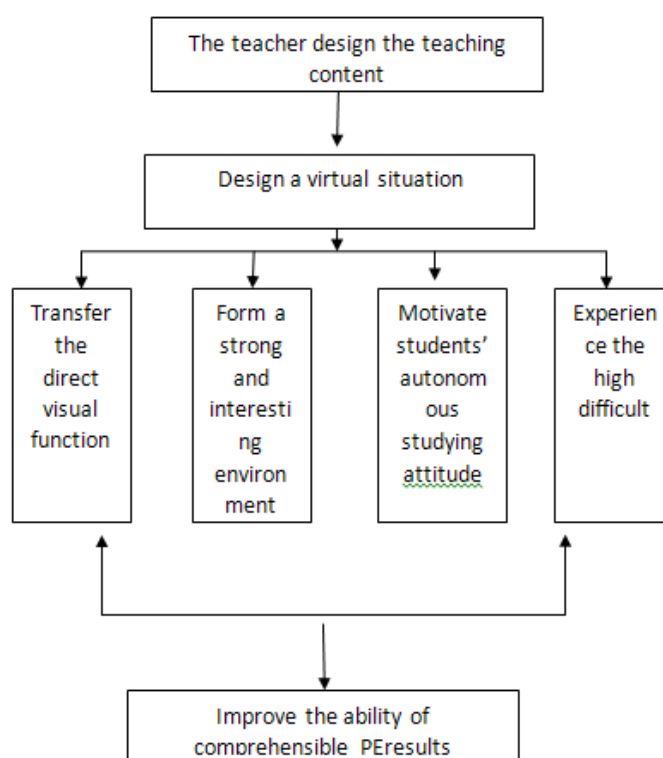 The teacher design the teaching
content
Design a virtual situation
Transfer
the
direct
visual
function
Form a
strong
and
interesti
ng
environ
ment
Motivate
students’
autonom
ous
studying
attitude
Experien
ce the
high
difficult
Improve the ability of
comprehensible PEresults